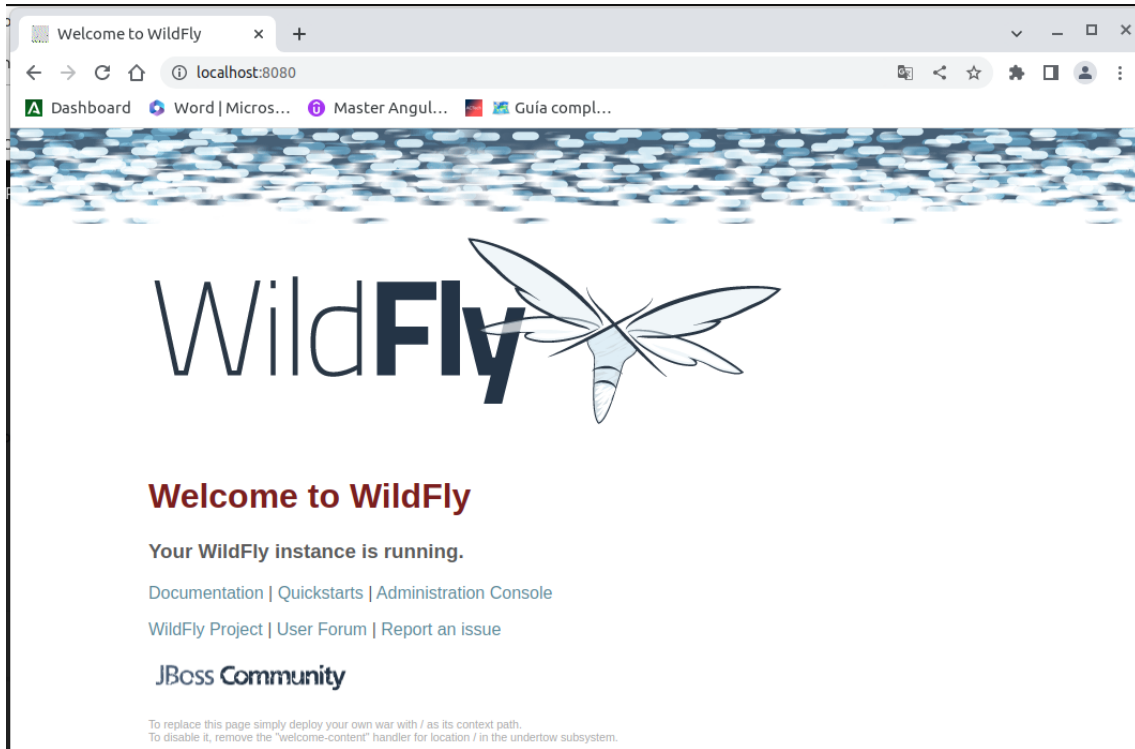 Welcome to WildFly
localhost:8080
Dashboard Word | Micros... Master Angul... Guía compl...
WildFly
Welcome to WildFly
Your WildFly instance is running.
Documentation | Quickstarts | Administration Console
WildFly Project | User Forum | Report an issue
JBoss Community
To replace this page simply deploy your own war with / as its context path.
To disable it, remove the "welcome-content" handler for location / in the undertow subsystem.